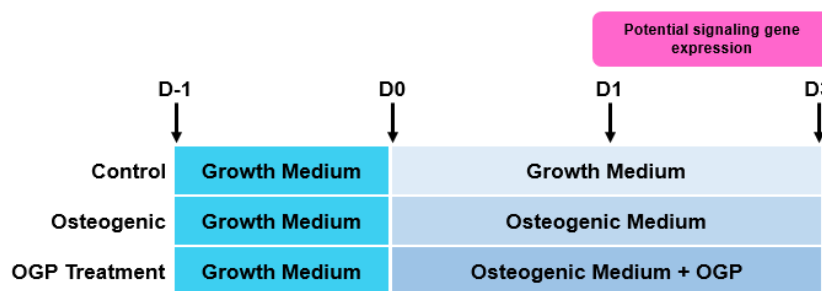 Potential signaling gene
expression
D-1 D0 D1 D3
Control Growth Medium Growth Medium
Osteogenic Growth Medium Osteogenic Medium
OGP Treatment Growth Medium Osteogenic Medium + OGP